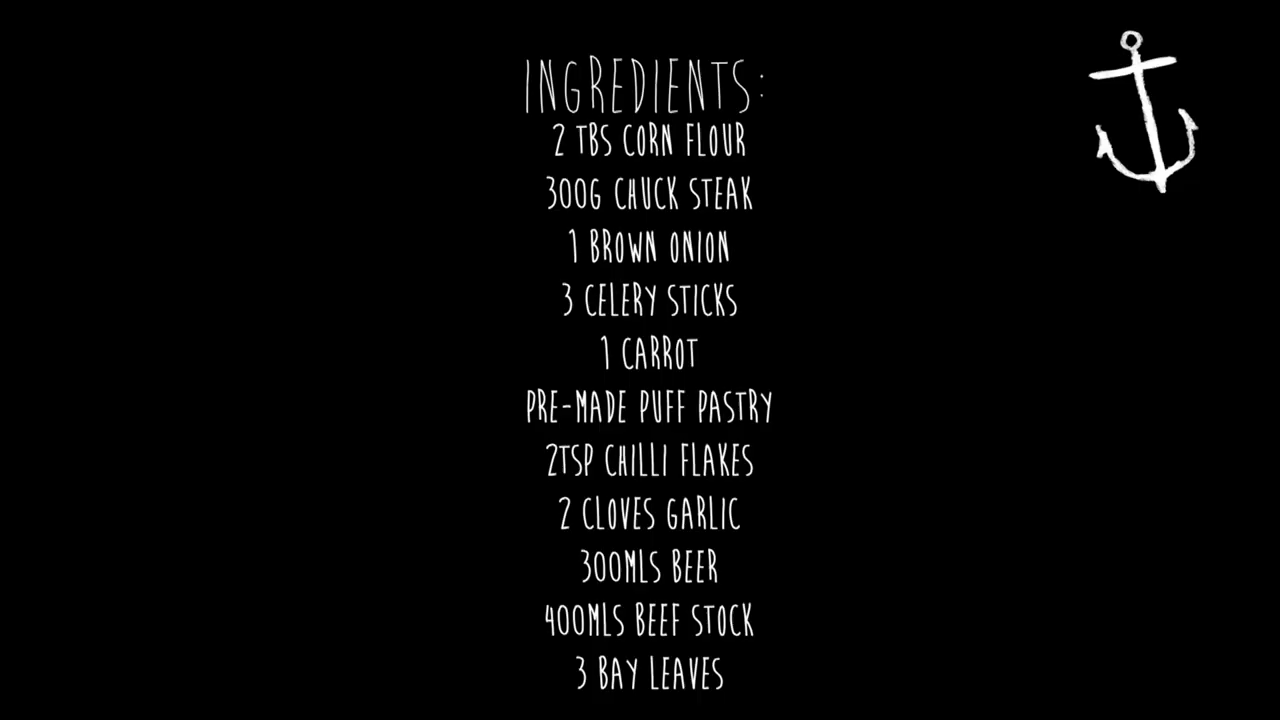 INGREDIENTS:
2 TBS CORN FLOUR
300G CHUCK STEAK
1 BROWN ONION
3 CELERY STICKS
1 CARROT
PRE-MADE PUFF PASTRY
2TSP CHILLI FLAKES
2 CLOVES GARLIC
300MLS BEER
400MLS BEEF STOCK
3 BAY LEAVES